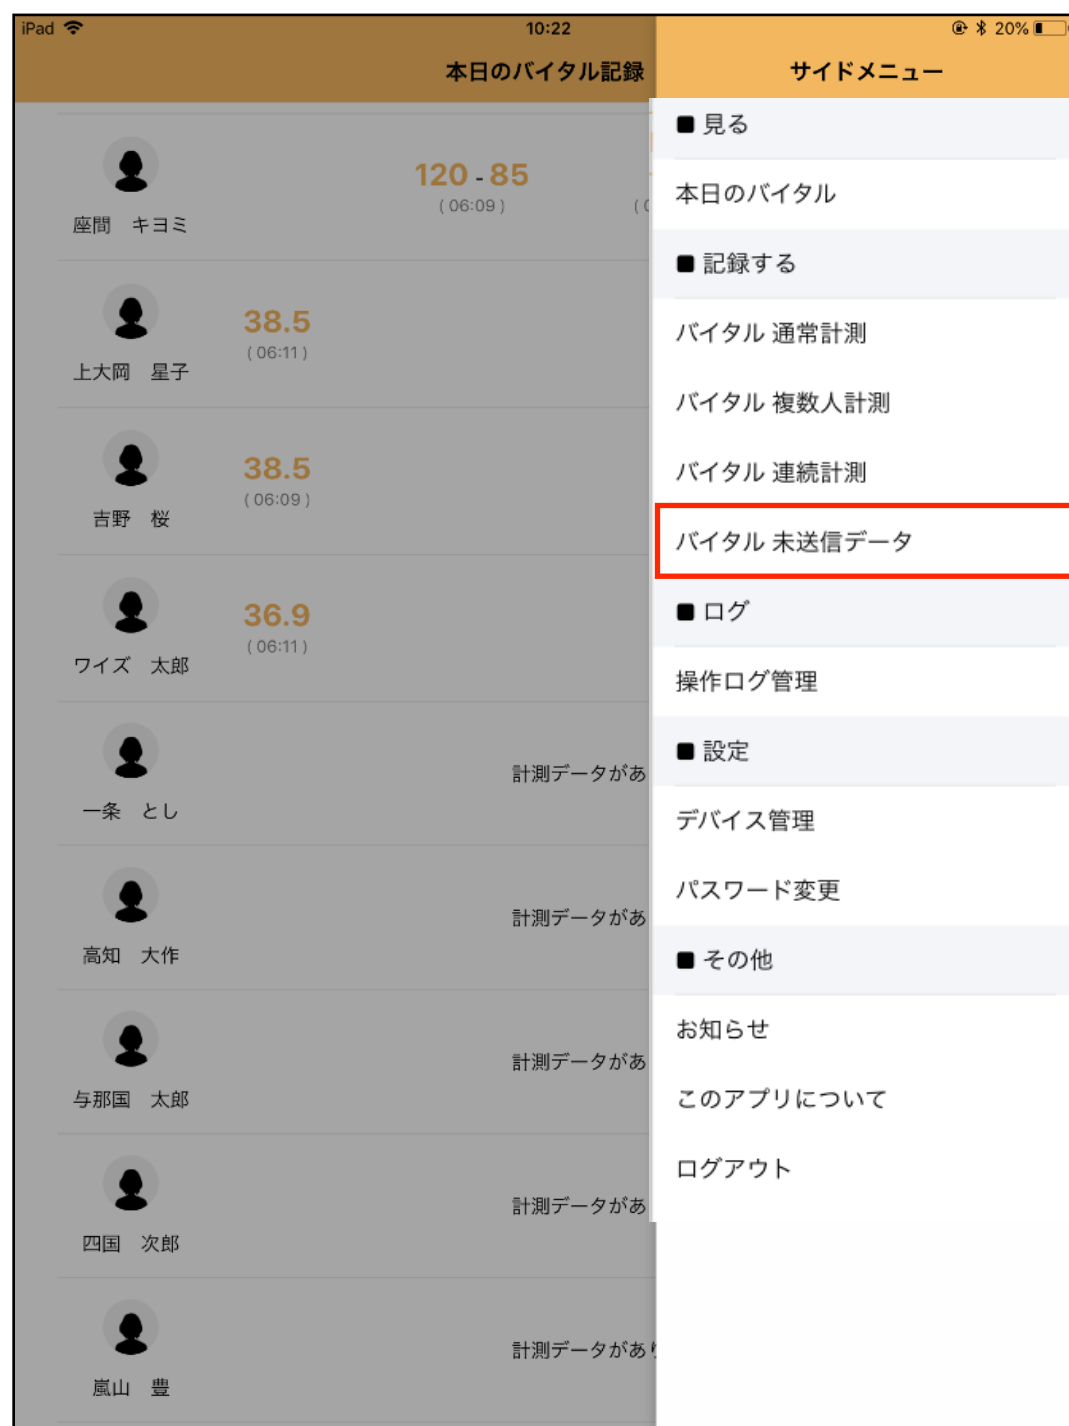 iPad 10:22 20%
本日のバイタル記録
座間 キヨミ
120 - 85
( 06:09 )
上大岡 星子
38.5
( 06:11 )
吉野 桜
38.5
( 06:09 )
ワイズ 太郎
36.9
( 06:11 )
一条 とし
計測データがあ
高知 大作
計測データがあ
与那国 太郎
計測データがあ
四国 次郎
計測データがあ
嵐山 豊
計測データがあり
サイドメニュー
■ 見る
本日のバイタル
■ 記録する
バイタル 通常計測
バイタル 複数人計測
バイタル 連続計測
バイタル 未送信データ
■ ログ
操作ログ管理
■ 設定
デバイス管理
パスワード変更
■ その他
お知らせ
このアプリについて
ログアウト